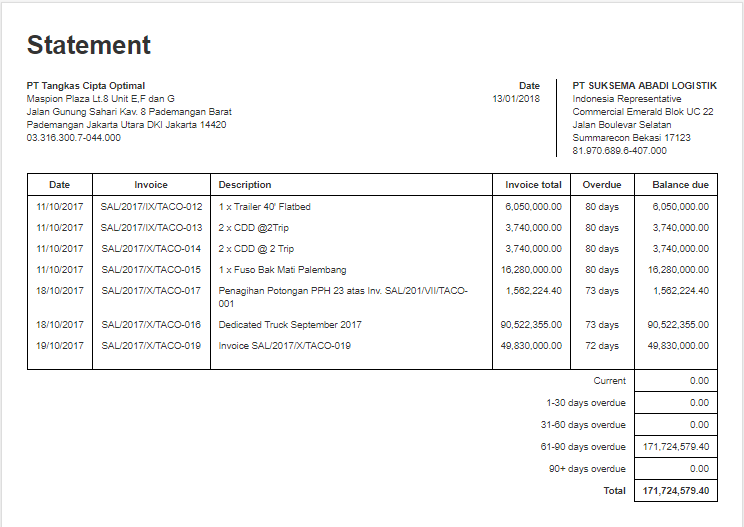 Statement
PT Tangkas Cipta Optimal
Maspion Plaza Lt.8 Unit E,F dan G
Jalan Gunung Sahari Kav. 8 Pademangan Barat
Pademangan Jakarta Utara DKI Jakarta 14420
03.316.300.7-044.000
Date
13/01/2018
PT SUKSEMA ABADI LOGISTIK
Indonesia Representative
Commercial Emerald Blok UC 22
Jalan Boulevar Selatan
Summarecon Bekasi 17123
81.970.689.6-407.000
Date Invoice Description Invoice total Overdue Balance due
11/10/2017 SAL/2017/IX/TACO-012 1 x Trailer 40' Flatbed 6,050,000.00 80 days 6,050,000.00
11/10/2017 SAL/2017/IX/TACO-013 2 x CDD @2Trip 3,740,000.00 80 days 3,740,000.00
11/10/2017 SAL/2017/X/TACO-014 2 x CDD @ 2 Trip 3,740,000.00 80 days 3,740,000.00
11/10/2017 SAL/2017/X/TACO-015 1 x Fuso Bak Mati Palembang 16,280,000.00 80 days 16,280,000.00
18/10/2017 SAL/2017/X/TACO-017 Penagihan Potongan PPH 23 atas Inv. SAL/201/VII/TACO- 1,562,224.40 73 days 1,562,224.40
001
18/10/2017 SAL/2017/X/TACO-016 Dedicated Truck September 2017 90,522,355.00 73 days 90,522,355.00
19/10/2017 SAL/2017/X/TACO-019 Invoice SAL/2017/X/TACO-019 49,830,000.00 72 days 49,830,000.00
Current 0.00
1-30 days overdue 0.00
31-60 days overdue 0.00
61-90 days overdue 171,724,579.40
90+ days overdue 0.00
Total 171,724,579.40